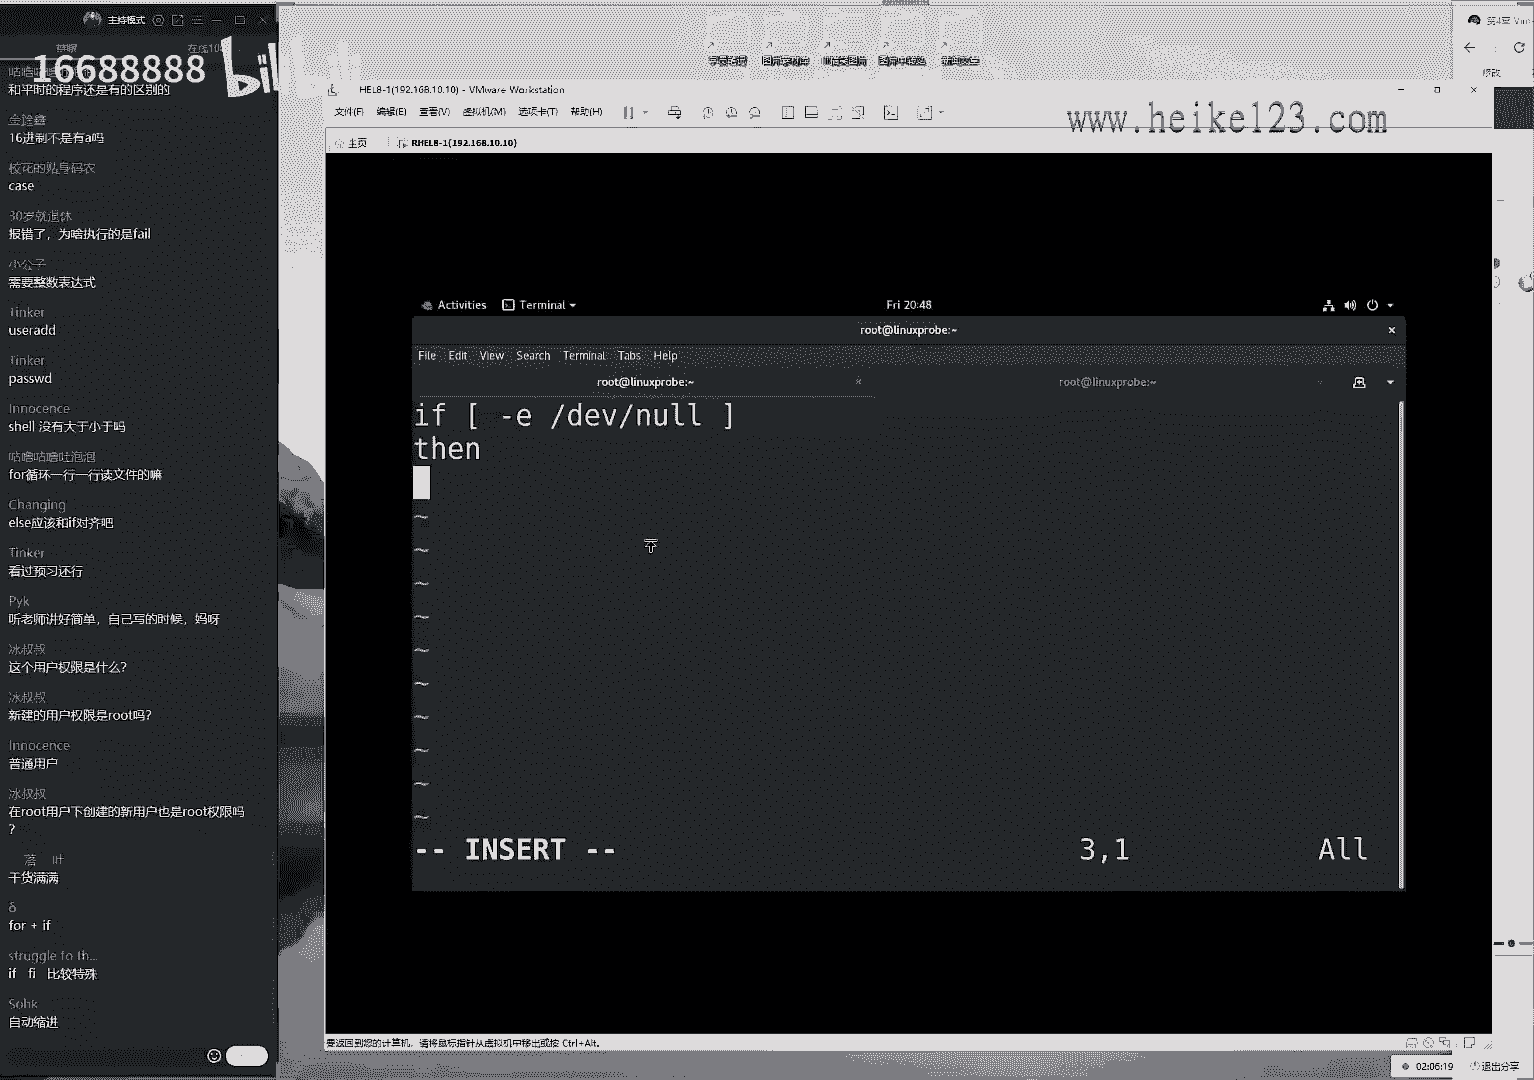 主持模式
16688888
和平时的程序还是有的区别的
16进制不是有a吗
校花的贴身码农
case
30岁就退休
报错了，为啥执行的是fail
小公子
需要整数表达式
Tinker
useradd
Tinker
passwd
Innocence
shell 没有大于小于吗
咕噜咕噜吐泡泡
for循环一行一行读文件的嘛
Changing
else应该和if对齐吧
Tinker
看过预习还行
Pyk
听老师讲好简单，自己写的时候，妈呀
冰叔叔
这个用户权限是什么？
冰叔叔
新建的用户权限是root吗？
Innocence
普通用户
冰叔叔
在root用户下创建的新用户也是root权限吗
？
落 叶
干货满满
δ
for + if
struggle fo th...
if fi 比较特殊
Sohk
自动缩进
HEL8-1(192.168.10.10) - VMware Workstation
文件(F) 编辑(E) 查看(V) 虚拟机(M) 选项卡(T) 帮助(H)
www.heike123.com
主页
RHEL8-1(192.168.10.10)
Activities Terminal Fri 20:48
root@linuxprobe:~
File Edit View Search Terminal Tabs Help
root@linuxprobe:~ root@linuxprobe:~
if [ -e /dev/null ]
then
~
~
~
~
~
~
~
~
~
~
-- INSERT -- 3,1 All
要返回到您的计算机，请将鼠标指针从虚拟机中移出或按 Ctrl+Alt。
修改
02:06:19 退出分享